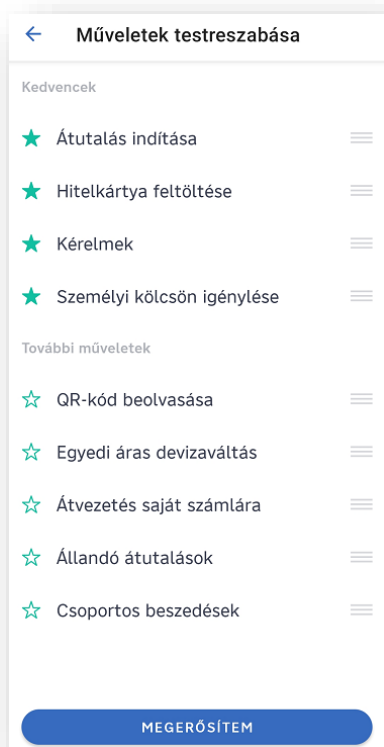 Műveletek testreszabása
Kedvencek
Átutalás indítása
Hitelkártya feltöltése
Kérelmek
Személyi kölcsön igénylése
További műveletek
QR-kód beolvasása
Egyedi áras devizaváltás
Átvezetés saját számlára
Állandó átutalások
Csoportos beszedések
MEGERŐSÍTEM